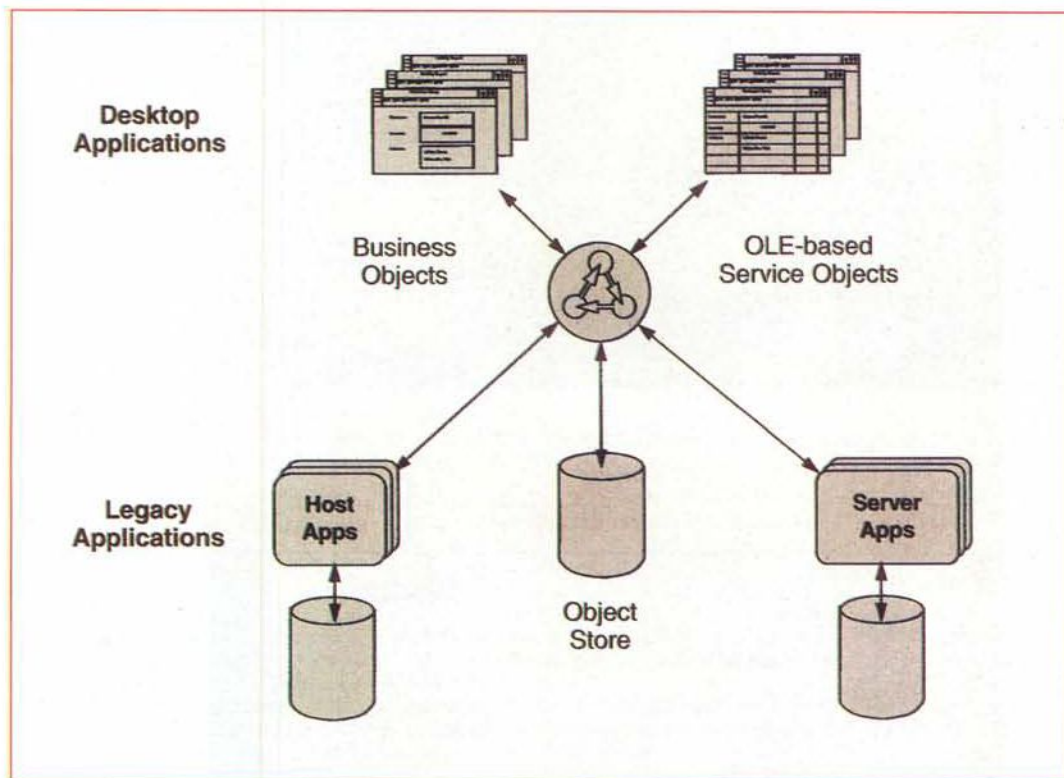 Desktop
Applications
Business
Objects
OLE-based
Service Objects
Legacy
Applications
Host
Apps
Server
Apps
Object
Store